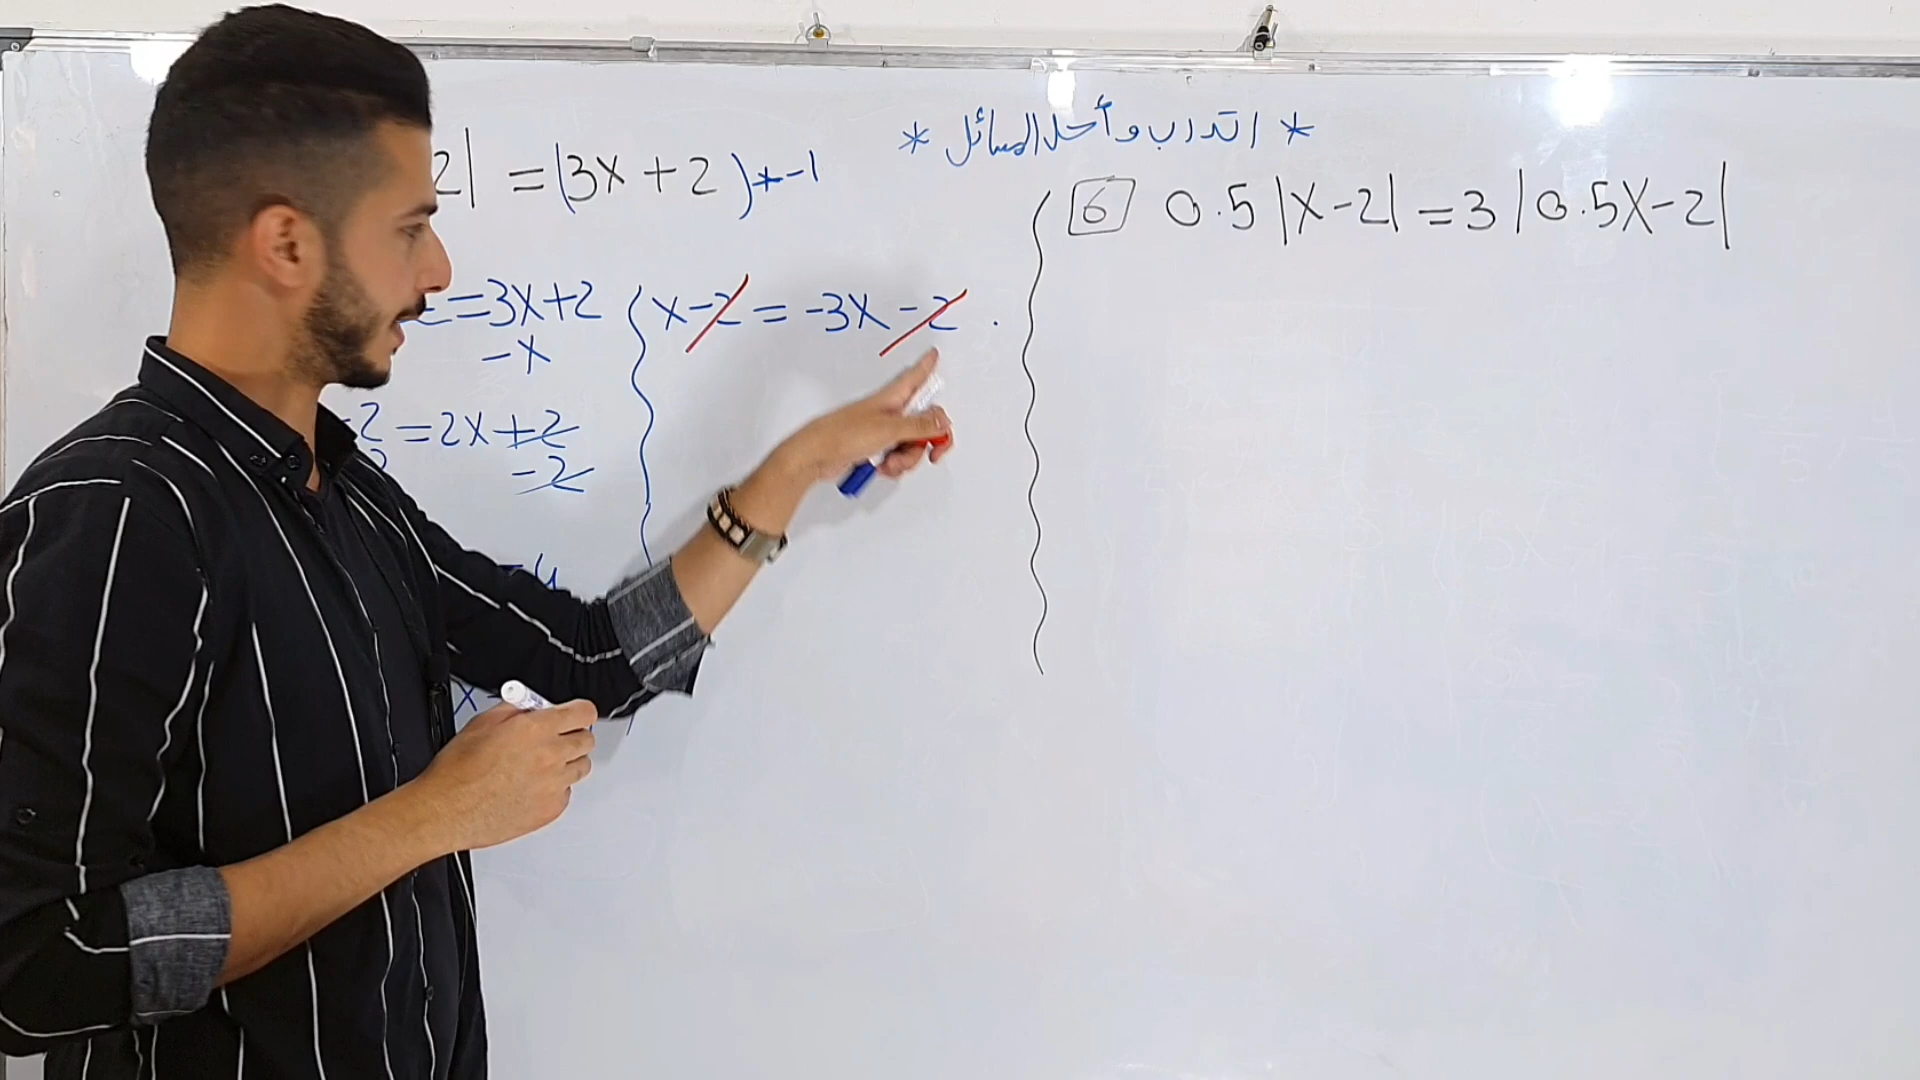 * اتدرب وأحل المسائل *
2| = (3x + 2) * -1
= 3x + 2
- x
-2 = 2x + 2
- 2
x - 2 = -3x - 2 .
6 0.5 |x - 2| = 3 |0.5x - 2|